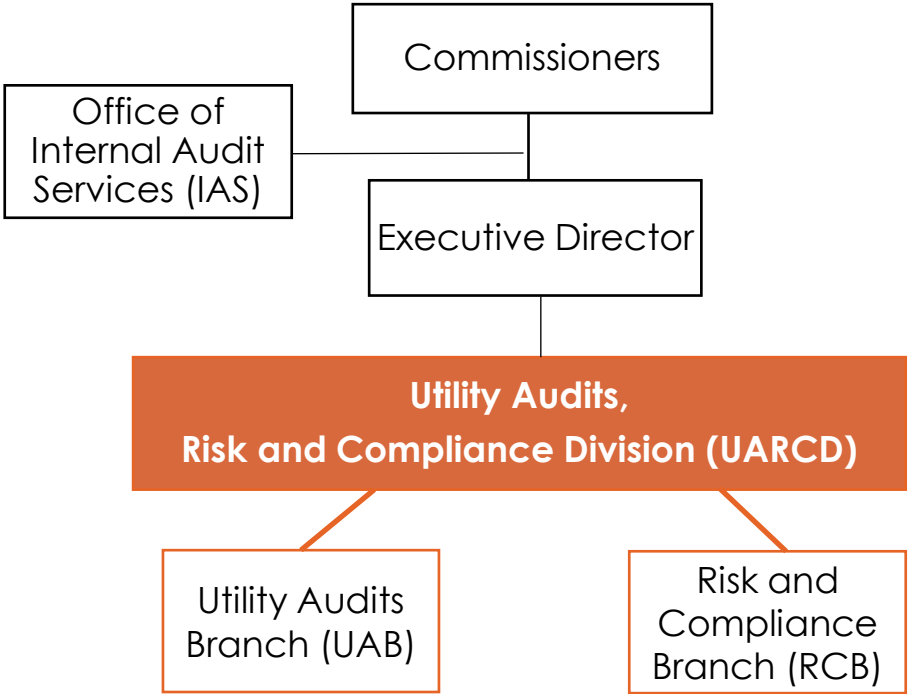 Commissioners
Office of
Internal Audit
Services (IAS)
Executive Director
Utility Audits,
Risk and Compliance Division (UARCD)
Utility Audits
Branch (UAB)
Risk and
Compliance
Branch (RCB)